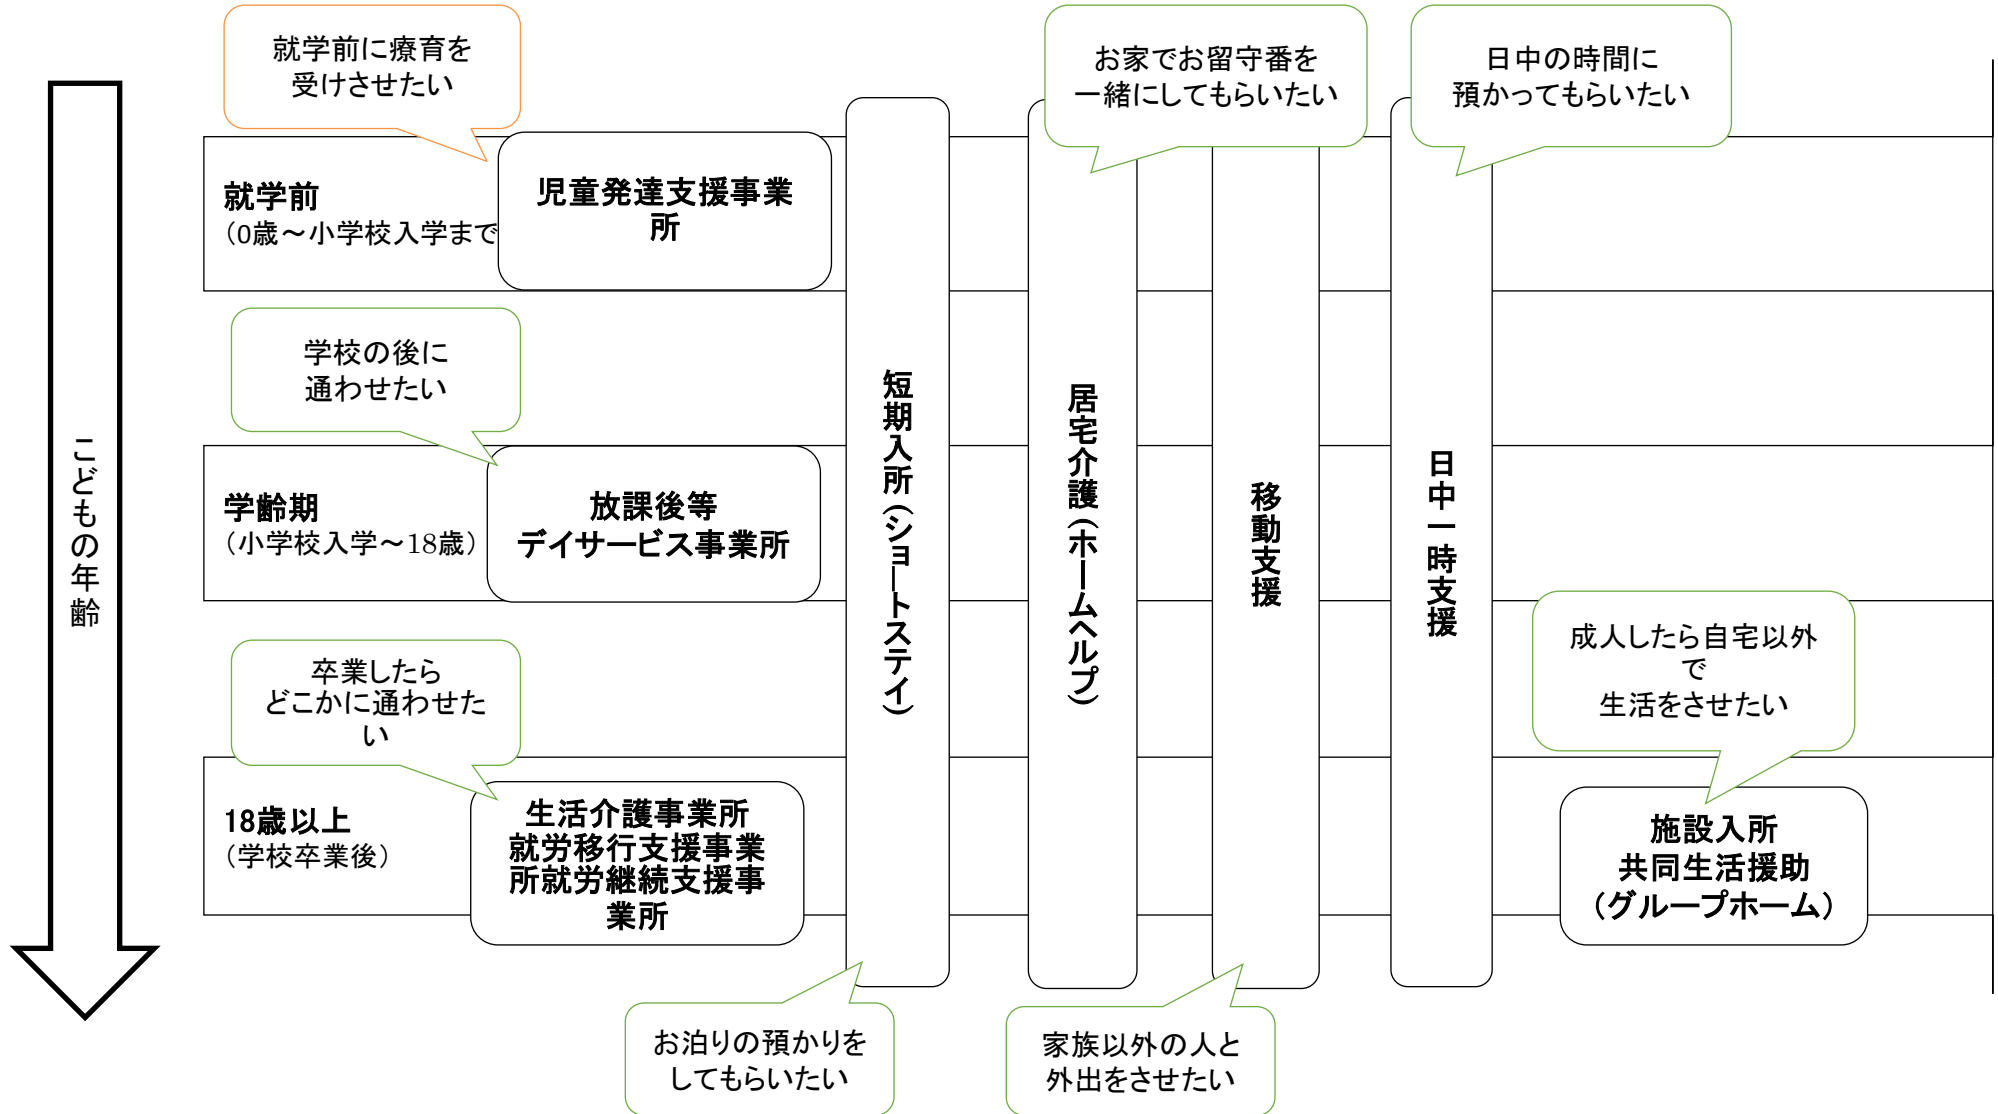 就学前に療育を
受けさせたい
お家でお留守番を
一緒にしてもらいたい
日中の時間に
預かってもらいたい
こどもの年齢
就学前
（0歳～小学校入学まで
児童発達支援事業
所
学校の後に
通わせたい
学齢期
（小学校入学～18歳）
放課後等
デイサービス事業所
卒業したら
どこかに通わせた
い
18歳以上
（学校卒業後）
生活介護事業所
就労移行支援事業
所就労継続支援事
業所
短期入所（ショートステイ）
居宅介護（ホームヘルプ）
移動支援
日中一時支援
成人したら自宅以外
で
生活をさせたい
施設入所
共同生活援助
（グループホーム）
お泊りの預かりを
してもらいたい
家族以外の人と
外出をさせたい